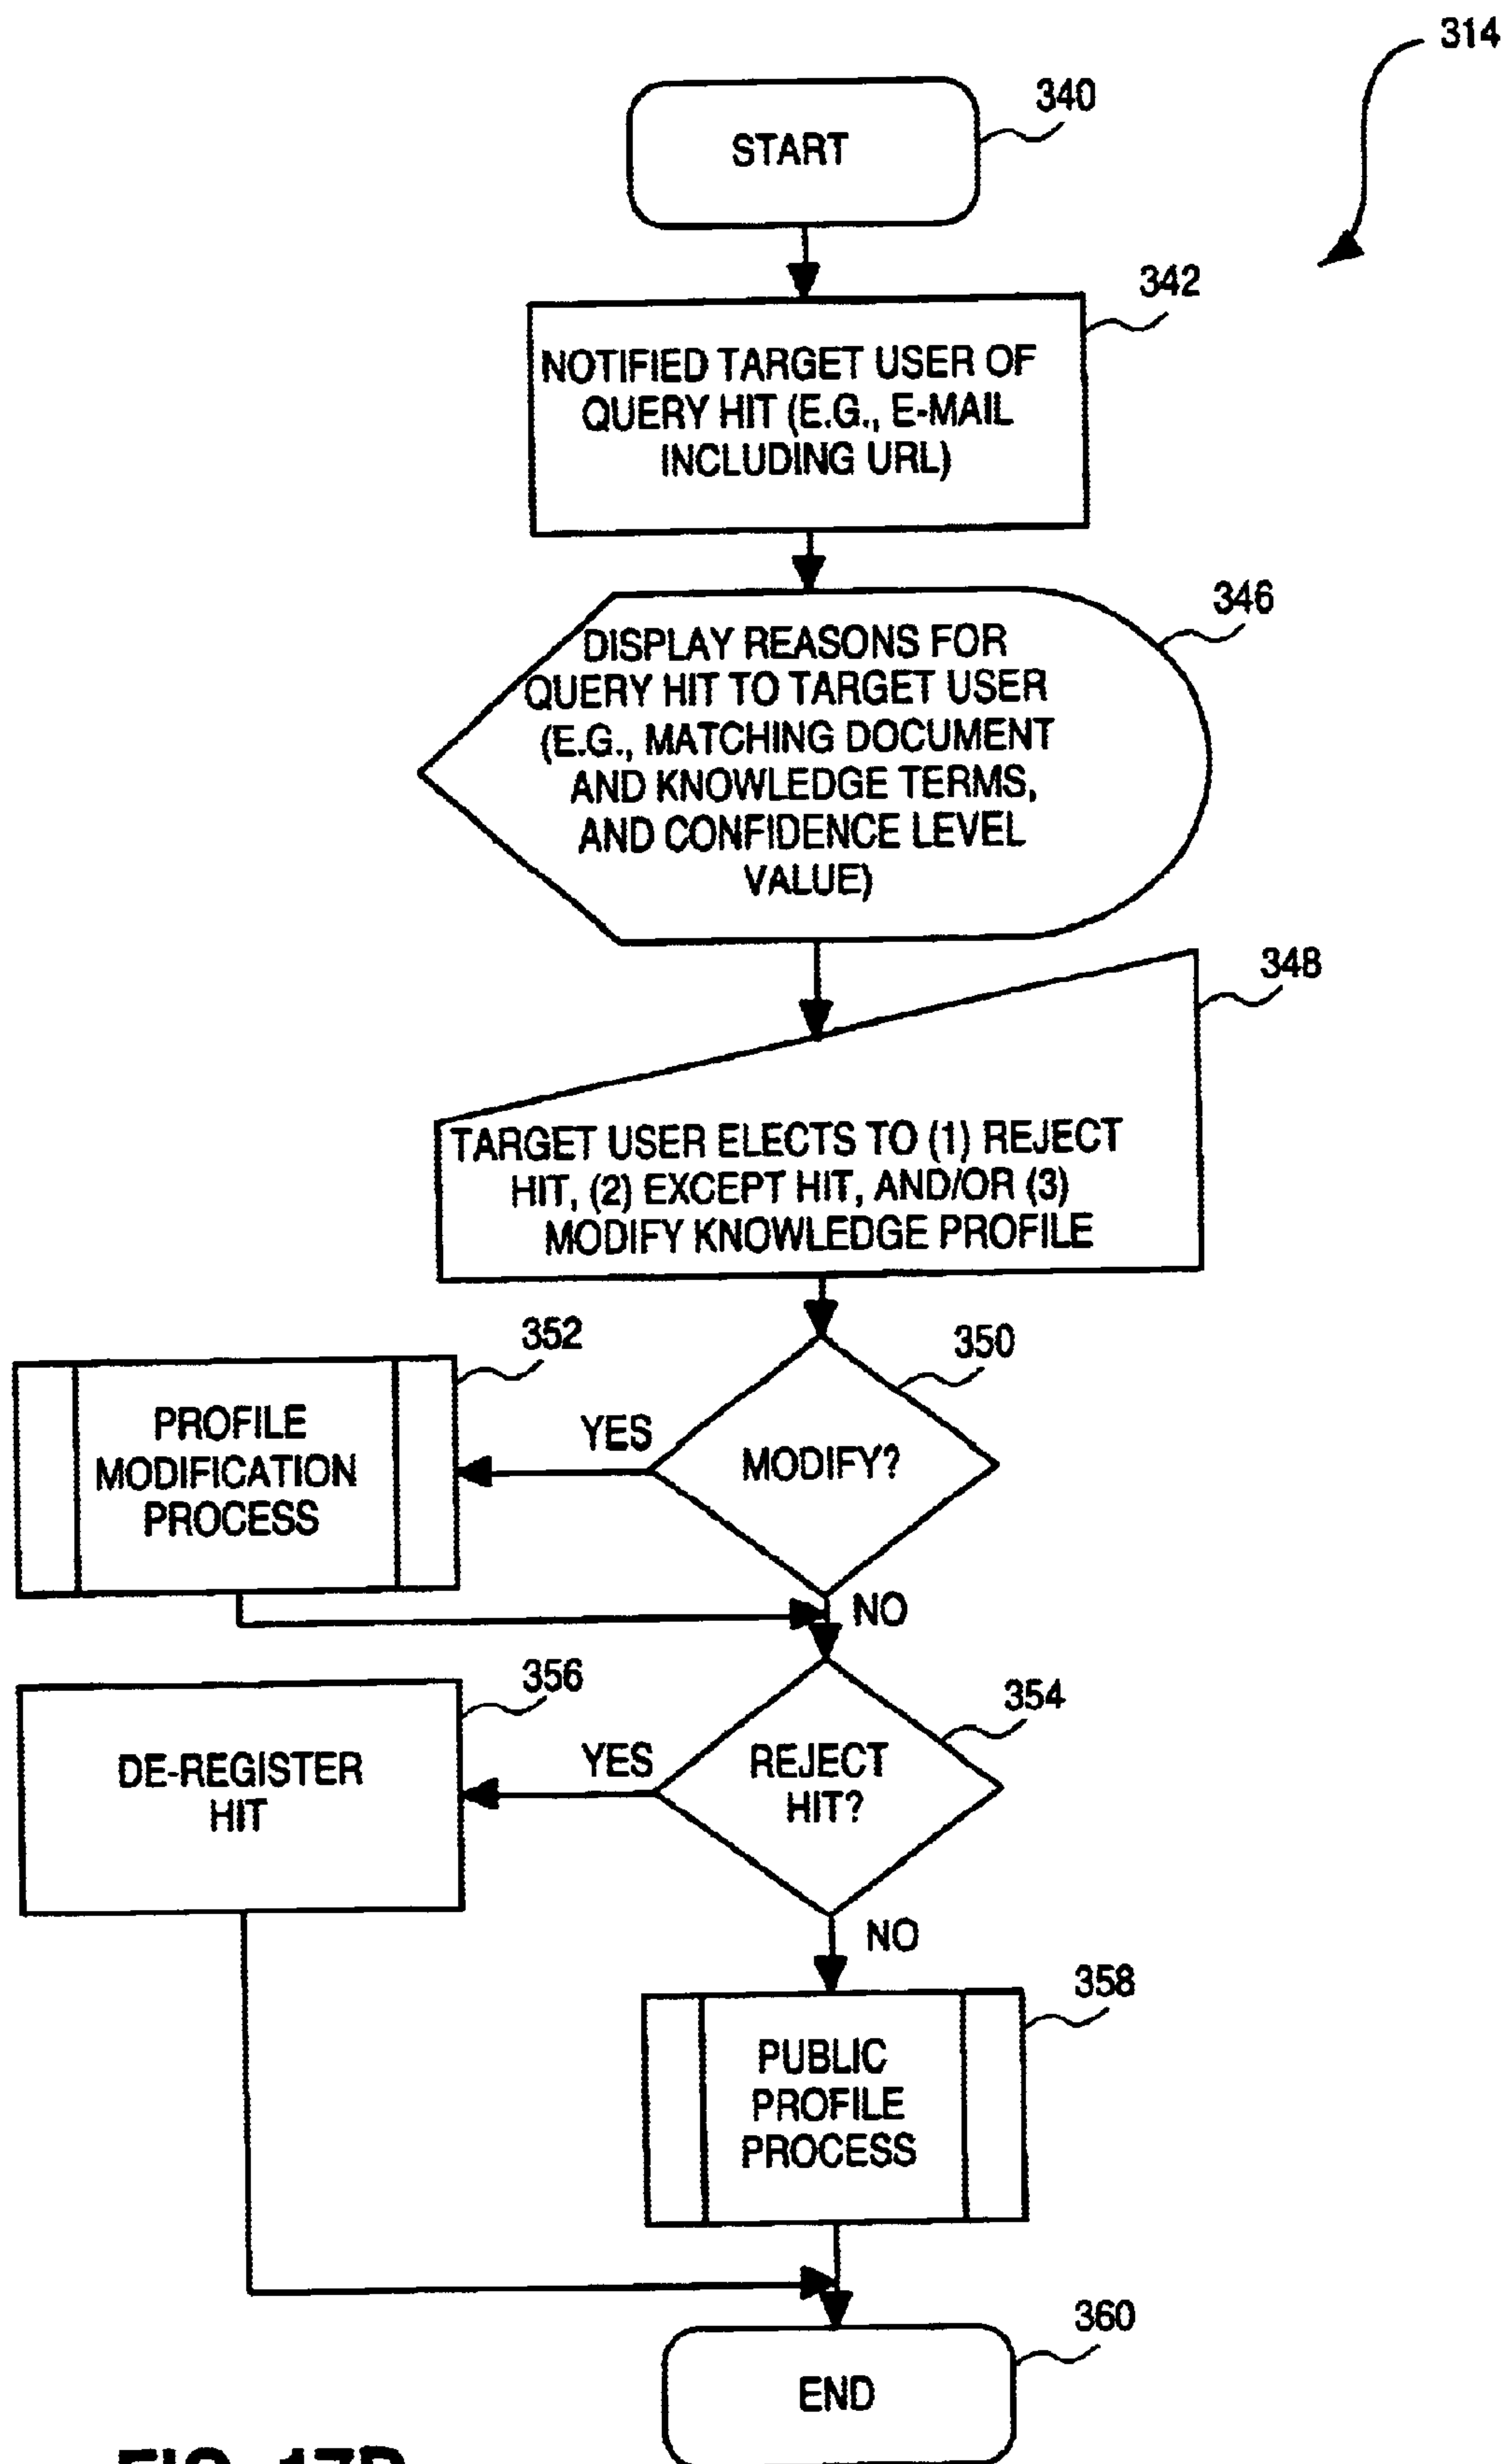 314
340
START
342
NOTIFIED TARGET USER OF
QUERY HIT (E.G., E-MAIL
INCLUDING URL)
346
DISPLAY REASONS FOR
QUERY HIT TO TARGET USER
(E.G., MATCHING DOCUMENT
AND KNOWLEDGE TERMS,
AND CONFIDENCE LEVEL
VALUE)
348
TARGET USER ELECTS TO (1) REJECT
HIT, (2) EXCEPT HIT, AND/OR (3)
MODIFY KNOWLEDGE PROFILE
352
350
PROFILE
MODIFICATION
PROCESS
YES
MODIFY?
NO
356
354
DE-REGISTER
HIT
YES
REJECT
HIT?
NO
358
PUBLIC
PROFILE
PROCESS
360
END